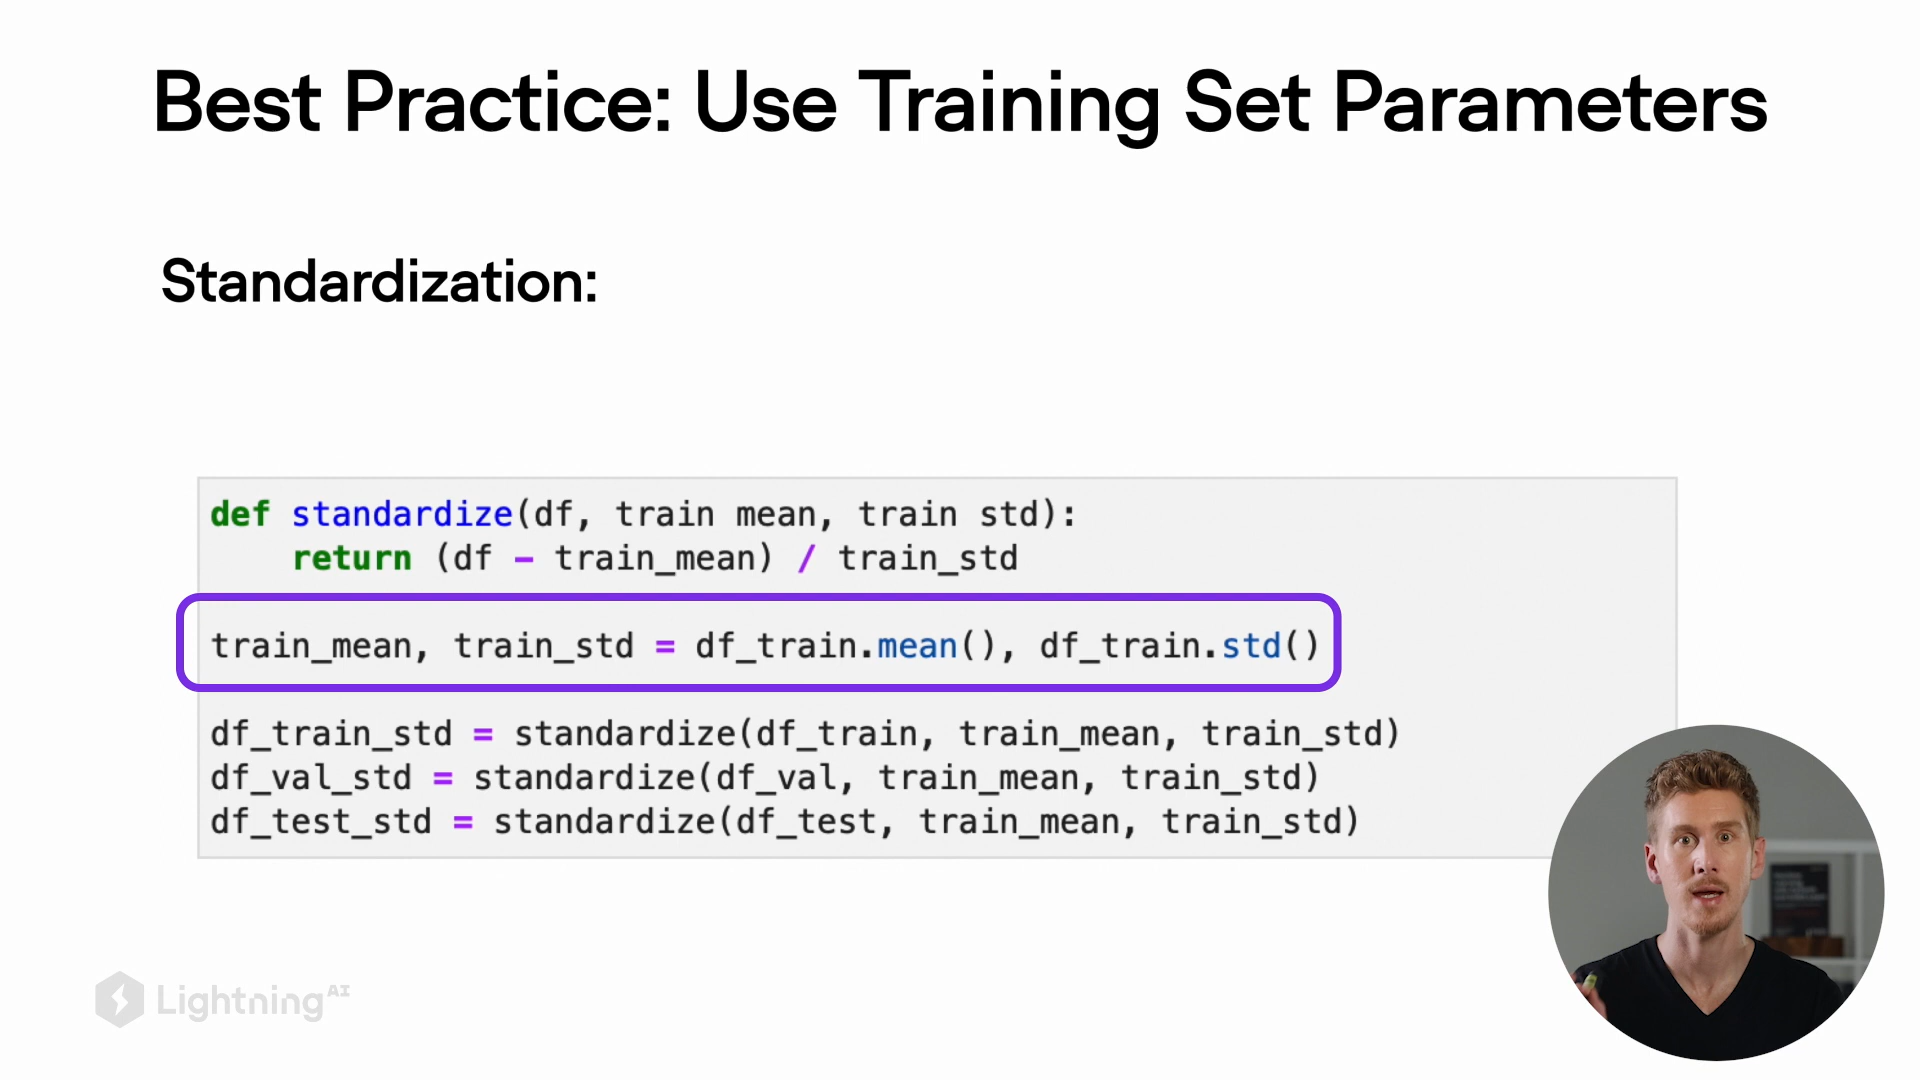 Best Practice: Use Training Set Parameters
Standardization:
def standardize(df, train mean, train std):
    return (df - train_mean) / train_std
train_mean, train_std = df_train.mean(), df_train.std()
df_train_std = standardize(df_train, train_mean, train_std)
df_val_std = standardize(df_val, train_mean, train_std)
df_test_std = standardize(df_test, train_mean, train_std)
Lightning AI